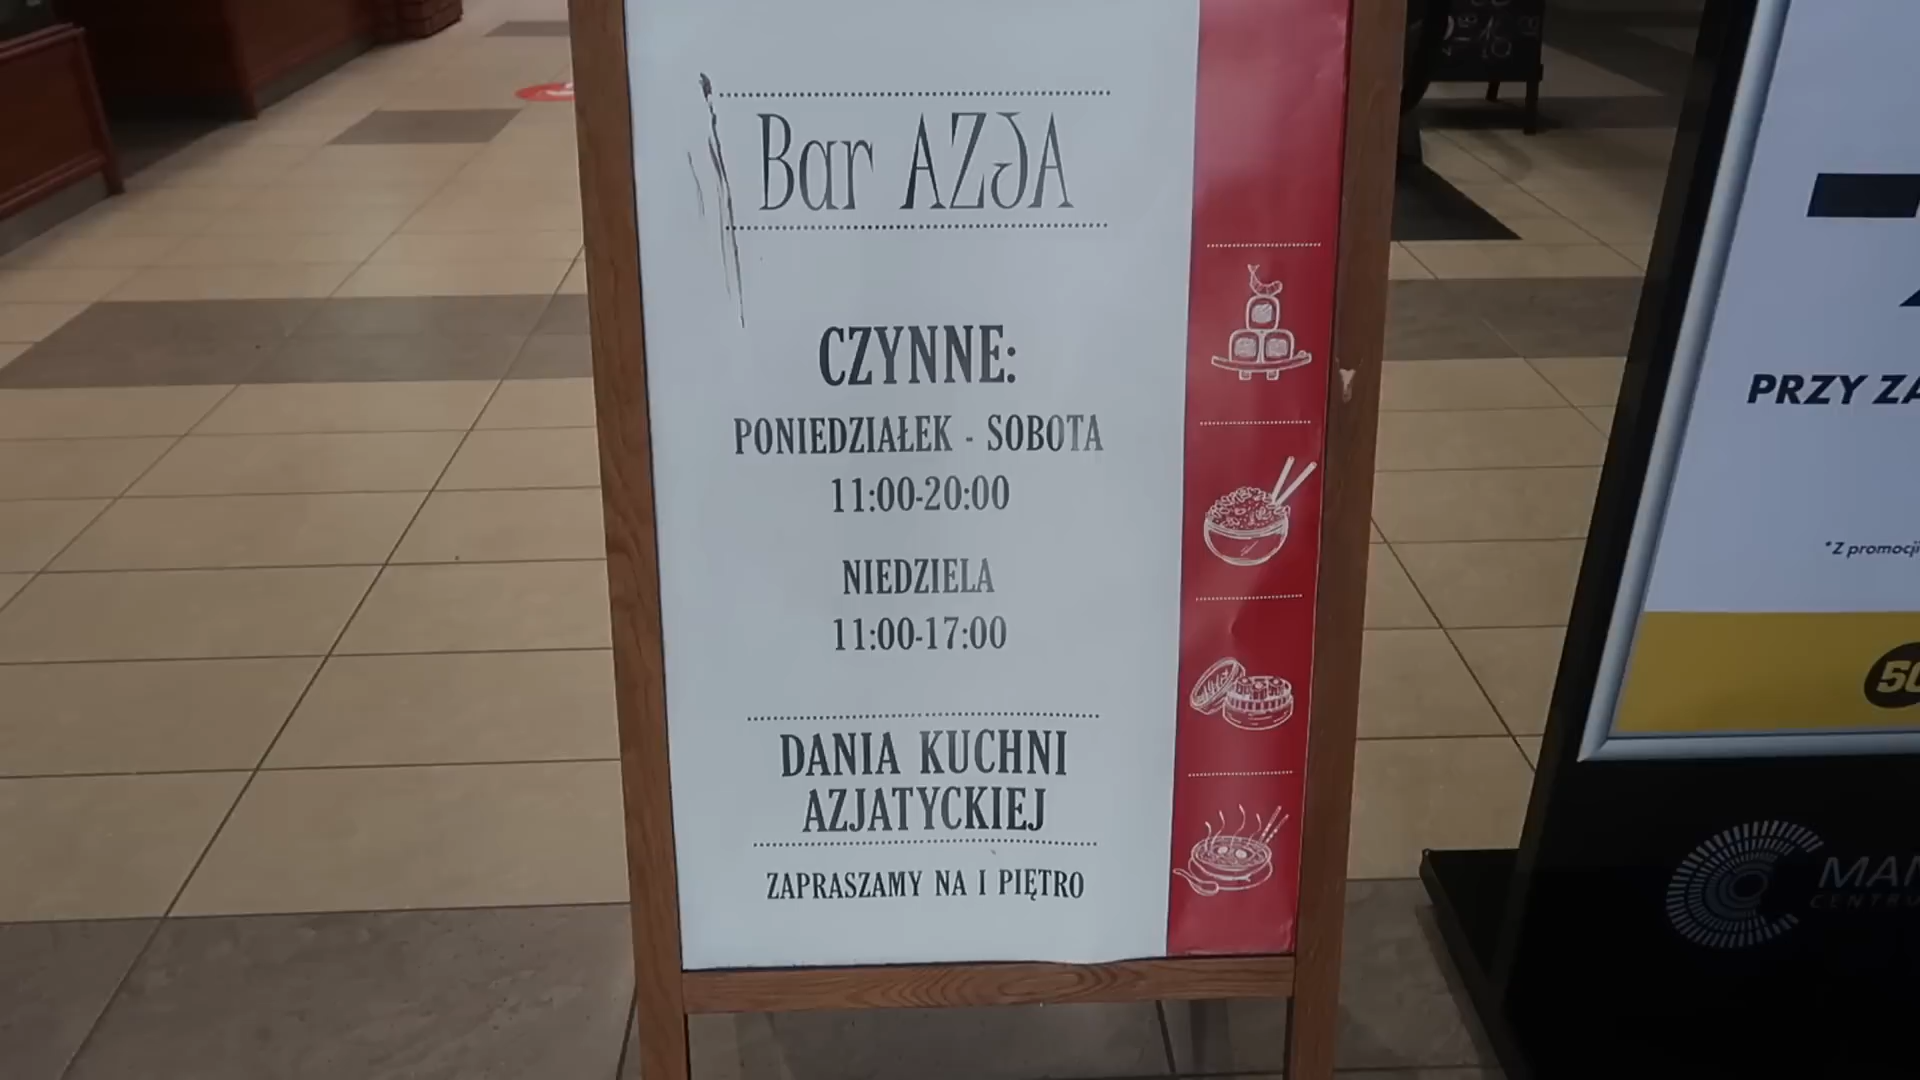 Bar AZJA
CZYNNE:
PONIEDZIAŁEK - SOBOTA
11:00-20:00
NIEDZIELA
11:00-17:00
DANIA KUCHNI
AZJATYCKIEJ
ZAPRASZAMY NA I PIĘTRO
PRZY
*Z promocji
50